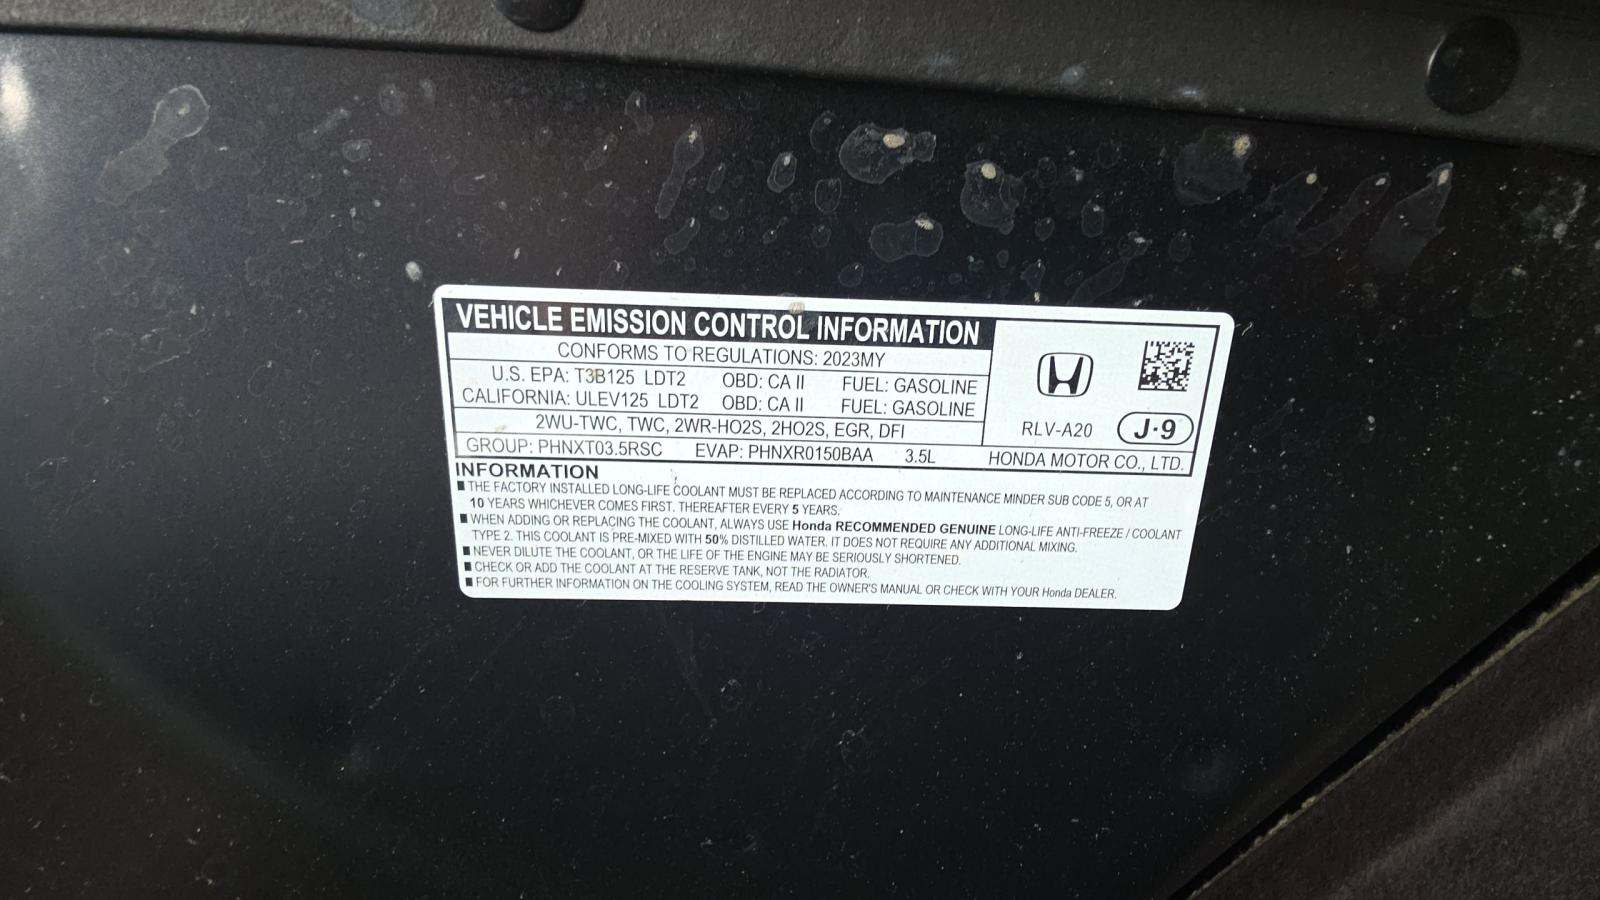 VEHICLE EMISSION CONTROL INFORMATION
CONFORMS TO REGULATIONS: 2023MY
U.S. EPA: T3B125 LDT2 OBD: CA II FUEL: GASOLINE
CALIFORNIA: ULEV125 LDT2 OBD: CA II FUEL: GASOLINE
2WU-TWC, TWC, 2WR-HO2S, 2HO2S, EGR, DFI
RLV-A20 J·9
GROUP: PHNXT03.5RSC EVAP: PHNXR0150BAA 3.5L HONDA MOTOR CO., LTD.
INFORMATION
■ THE FACTORY INSTALLED LONG-LIFE COOLANT MUST BE REPLACED ACCORDING TO MAINTENANCE MINDER SUB CODE 5, OR AT
10 YEARS WHICHEVER COMES FIRST. THEREAFTER EVERY 5 YEARS.
■ WHEN ADDING OR REPLACING THE COOLANT, ALWAYS USE Honda RECOMMENDED GENUINE LONG-LIFE ANTI-FREEZE / COOLANT
TYPE 2. THIS COOLANT IS PRE-MIXED WITH 50% DISTILLED WATER. IT DOES NOT REQUIRE ANY ADDITIONAL MIXING.
■ NEVER DILUTE THE COOLANT, OR THE LIFE OF THE ENGINE MAY BE SERIOUSLY SHORTENED.
■ CHECK OR ADD THE COOLANT AT THE RESERVE TANK, NOT THE RADIATOR.
■ FOR FURTHER INFORMATION ON THE COOLING SYSTEM, READ THE OWNER'S MANUAL OR CHECK WITH YOUR Honda DEALER.